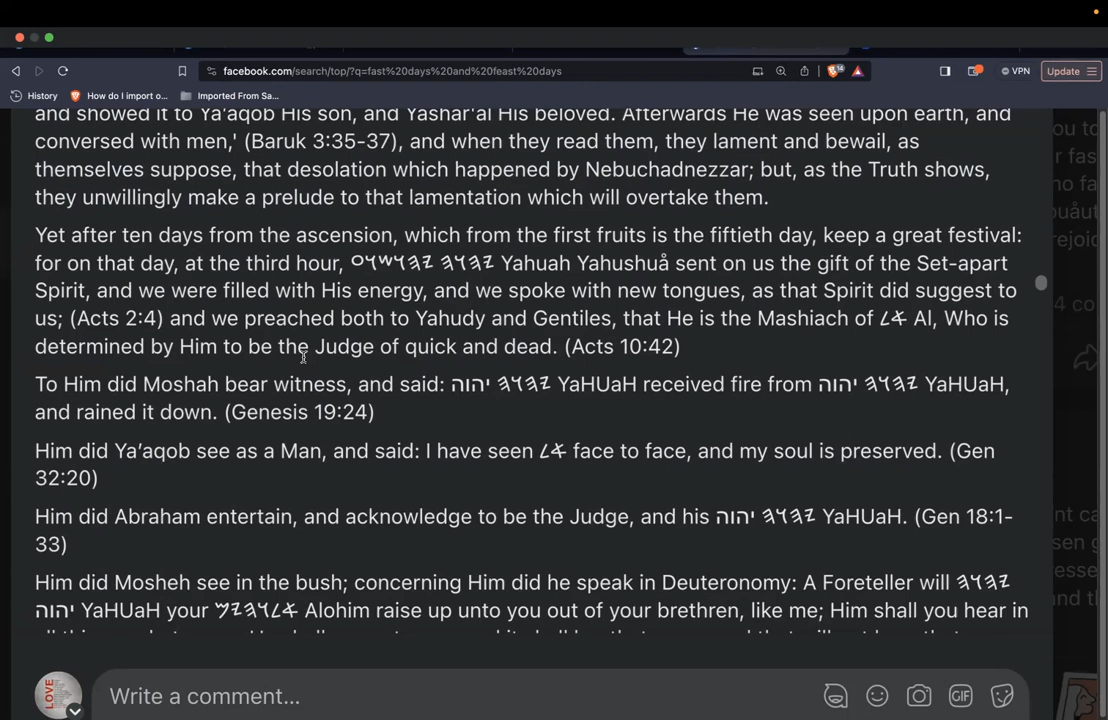 facebook.com/search/top/?q=fast%20days%20and%20feast%20days
14
VPN
Update
History
How do I import o...
Imported From Sa...
and showed it to Ya’aqob His son, and Yashar'al His beloved. Afterwards He was seen upon earth, and
conversed with men,' (Baruk 3:35-37), and when they read them, they lament and bewail, as
themselves suppose, that desolation which happened by Nebuchadnezzar; but, as the Truth shows,
they unwillingly make a prelude to that lamentation which will overtake them.
Yet after ten days from the ascension, which from the first fruits is the fiftieth day, keep a great festival:
for on that day, at the third hour, 𐤉𐤄𐤅𐤄 𐤉𐤄𐤅𐤔𐤅𐤏 Yahuah Yahushuå sent on us the gift of the Set-apart
Spirit, and we were filled with His energy, and we spoke with new tongues, as that Spirit did suggest to
us; (Acts 2:4) and we preached both to Yahudy and Gentiles, that He is the Mashiach of 𐤀𐤋 Al, Who is
determined by Him to be the Judge of quick and dead. (Acts 10:42)
To Him did Moshah bear witness, and said: יהוה 𐤉𐤄𐤅𐤄 YaHUaH received fire from יהוה 𐤉𐤄𐤅𐤄 YaHUaH,
and rained it down. (Genesis 19:24)
Him did Ya’aqob see as a Man, and said: I have seen 𐤀𐤋 face to face, and my soul is preserved. (Gen
32:20)
Him did Abraham entertain, and acknowledge to be the Judge, and his יהוה 𐤉𐤄𐤅𐤄 YaHUaH. (Gen 18:1-
33)
Him did Mosheh see in the bush; concerning Him did he speak in Deuteronomy: A Foreteller will 𐤉𐤄𐤅𐤄
יהוה YaHUaH your 𐤀𐤋𐤅𐤄𐤉𐤌 Alohim raise up unto you out of your brethren, like me; Him shall you hear in
Write a comment...
GIF
LOVE